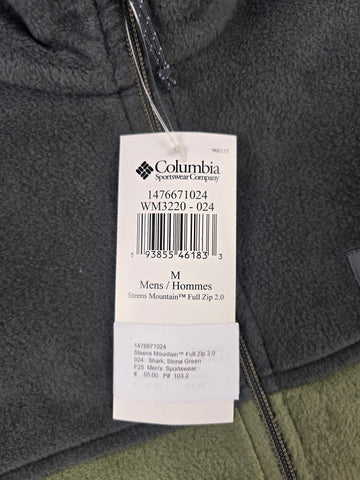 960173
Columbia
Sportswear Company
1476671024
WM3220 - 024
1 93855 46183 3
M
Mens / Hommes
Steens Mountain™ Full Zip 2.0
1476671024
Steens Mountain™ Full Zip 2.0
024 Shark, Stone Green
F25 Men's Sportswear
€ 55.00 P# 103.2